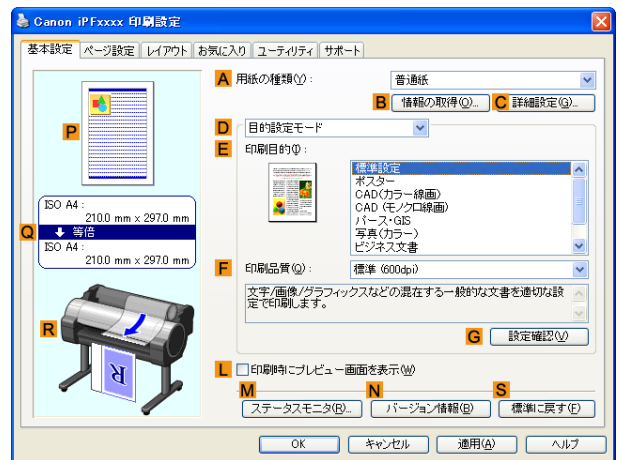 Canon iPFxxxx 印刷設定
基本設定 ページ設定 レイアウト お気に入り ユーティリティ サポート
A 用紙の種類(Y): 普通紙
B 情報の取得(O)... C 詳細設定(G)...
P
D 目的設定モード
E 印刷目的(I):
標準設定
ポスター
CAD(カラー線画)
CAD (モノクロ線画)
パース・GIS
写真(カラー)
ビジネス文書
ISO A4 :
210.0 mm x 297.0 mm
Q 等倍
ISO A4 :
210.0 mm x 297.0 mm
F 印刷品質(Q): 標準 (600dpi)
文字/画像/グラフィックスなどの混在する一般的な文書を適切な設
定で印刷します。
R
G 設定確認(V)
R
L 印刷時にプレビュー画面を表示(W)
M N S
ステータスモニタ(R)... バージョン情報(B) 標準に戻す(F)
OK キャンセル 適用(A) ヘルプ